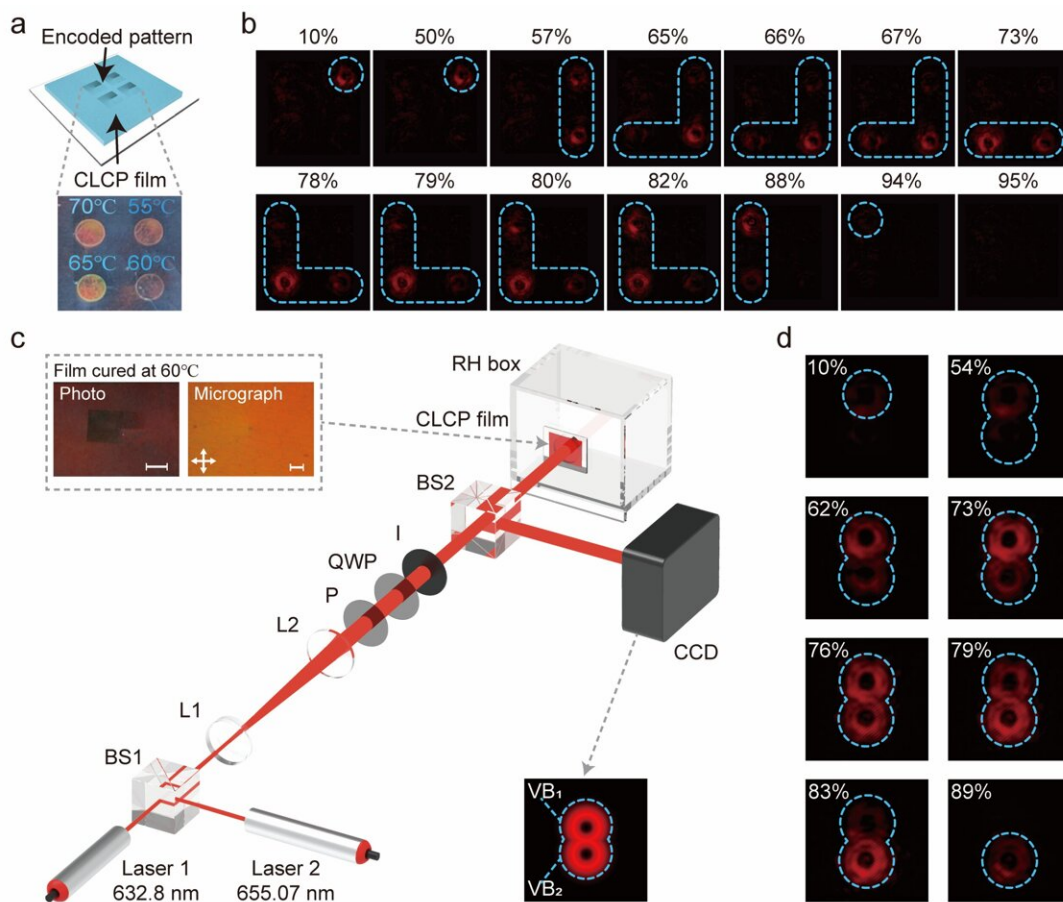 a
Encoded pattern
CLCP film
70℃ 55℃
65℃ 60℃
b
10% 50% 57% 65% 66% 67% 73%
78% 79% 80% 82% 88% 94% 95%
c
Film cured at 60℃
Photo
Micrograph
RH box
CLCP film
BS2
I
QWP
P
L2
L1
BS1
CCD
Laser 1
632.8 nm
Laser 2
655.07 nm
VB₁
VB₂
d
10% 54%
62% 73%
76% 79%
83% 89%